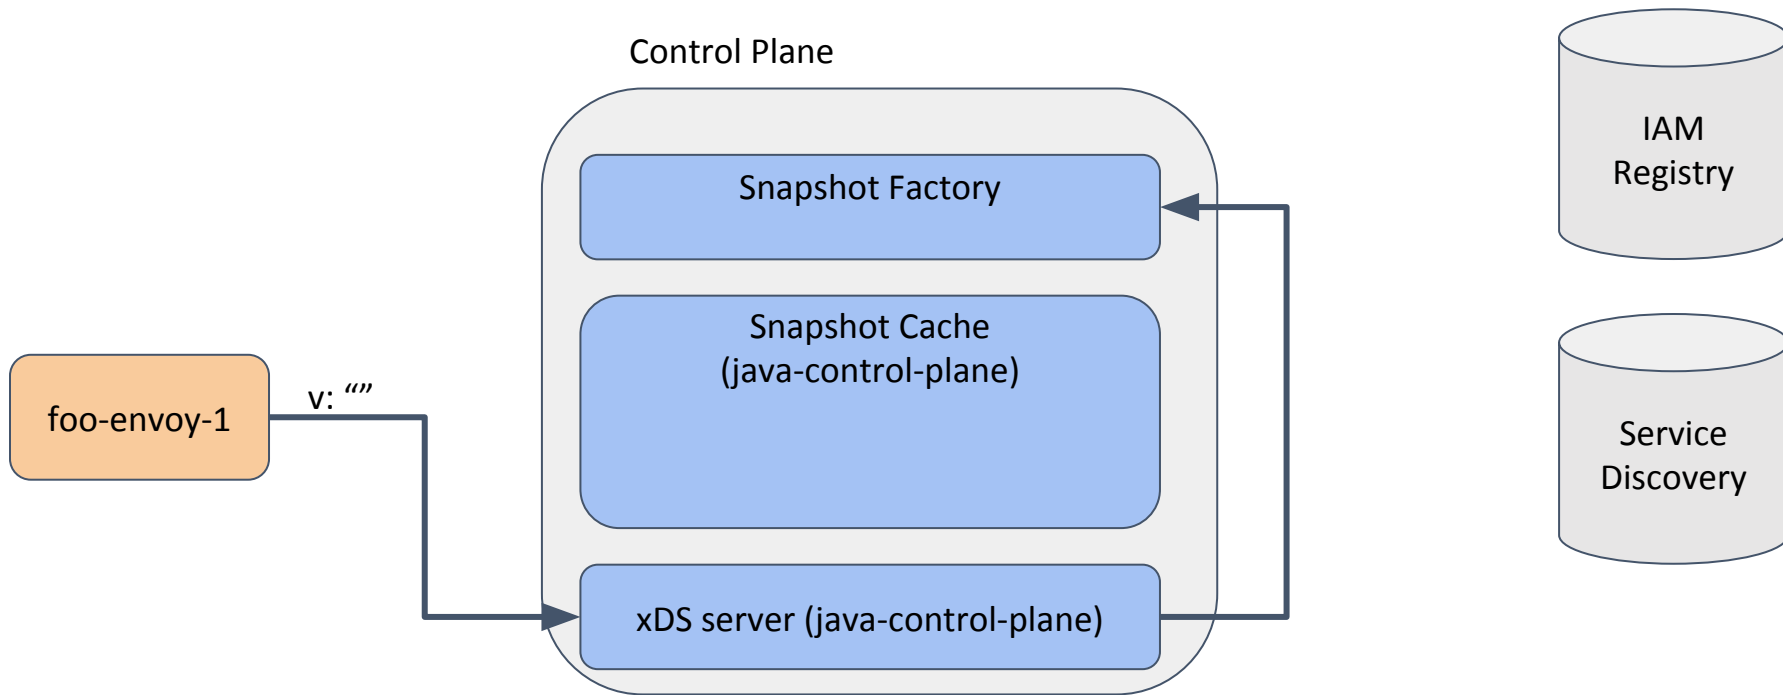 Control Plane
IAM
Registry
Snapshot Factory
Snapshot Cache
(java-control-plane)
v: “”
foo-envoy-1
Service
Discovery
xDS server (java-control-plane)